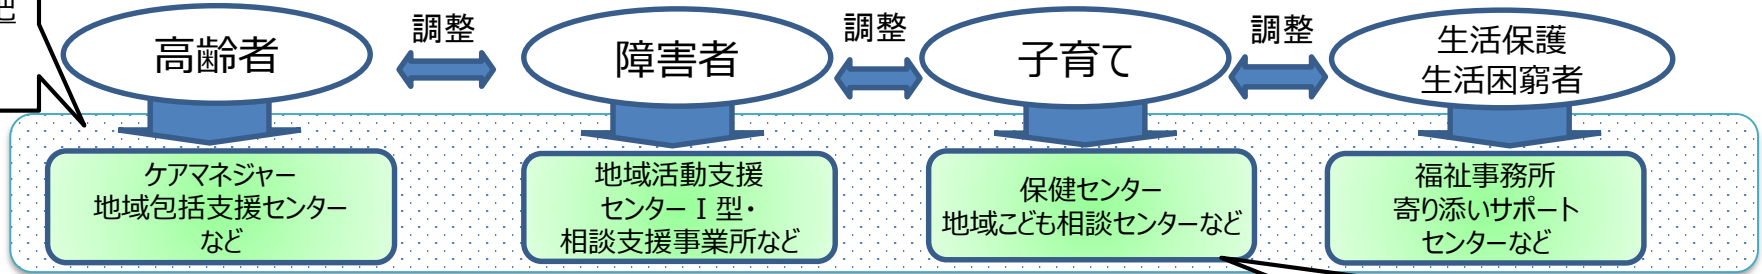 高齢者
調整
障害者
調整
子育て
調整
生活保護
生活困窮者
ケアマネジャー
地域包括支援センター
など
地域活動支援
センターⅠ型・
相談支援事業所など
保健センター
地域こども相談センターなど
福祉事務所
寄り添いサポート
センターなど